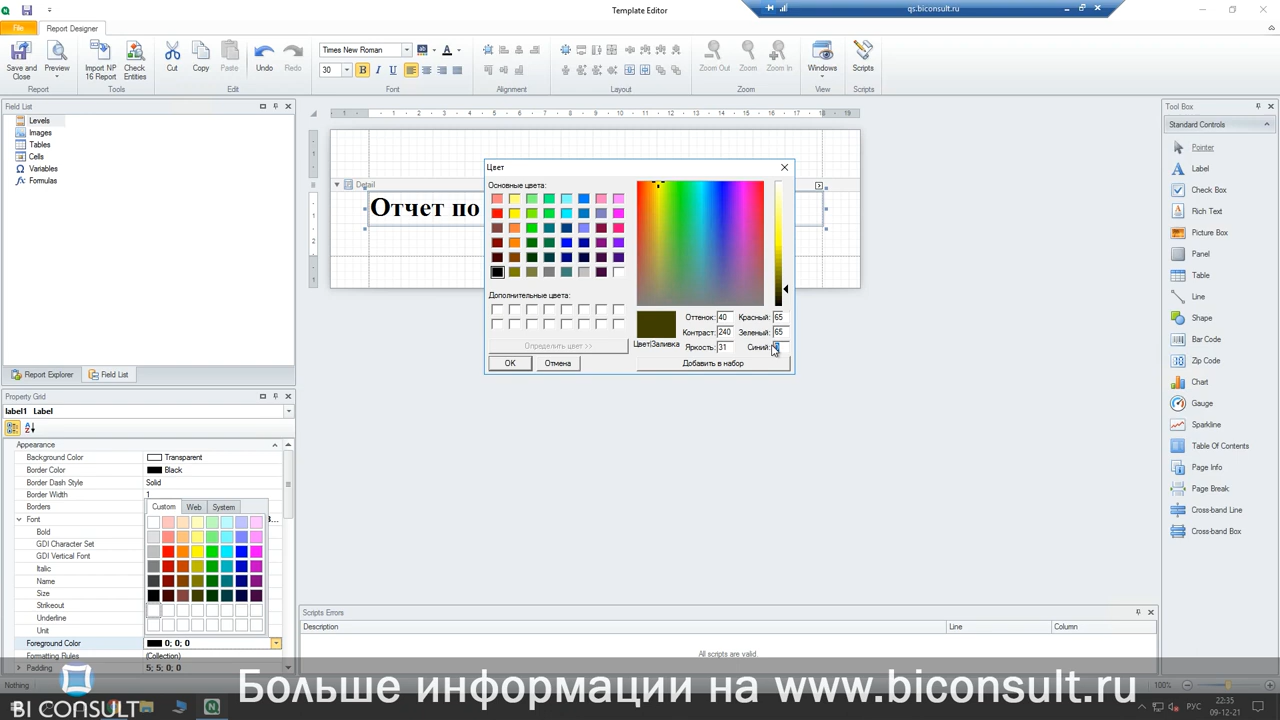 Template Editor
qs.biconsult.ru
File
Report Designer
Save and Close
Preview
Import NP 16 Report
Check Entities
Cut
Copy
Paste
Undo
Redo
Times New Roman
30
Zoom Out
Zoom
Zoom In
Windows
Scripts
Report
Tools
Edit
Font
Alignment
Layout
Zoom
View
Scripts
Field List
Levels
Images
Tables
Cells
Variables
Formulas
Report Explorer
Field List
Detail
Отчет по
Цвет
Основные цвета:
Дополнительные цвета:
Определить цвет >>
OK
Отмена
Цвет|Заливка
Оттенок: 40
Красный: 65
Контраст: 240
Зеленый: 65
Яркость: 31
Синий:
Добавить в набор
Tool Box
Standard Controls
Pointer
Label
Check Box
Rich Text
Picture Box
Panel
Table
Line
Shape
Bar Code
Zip Code
Chart
Gauge
Sparkline
Table Of Contents
Page Info
Page Break
Cross-band Line
Cross-band Box
Property Grid
label1 Label
Appearance
Background Color Transparent
Border Color Black
Border Dash Style Solid
Border Width 1
Borders
Custom Web System
Font
Bold
GDI Character Set
GDI Vertical Font
Italic
Name
Size
Strikeout
Underline
Unit
Foreground Color 0; 0; 0
Formatting Rules (Collection)
Padding 5; 5; 0; 0
Scripts Errors
Description Line Column
All scripts are valid.
Nothing
100%
Больше информации на www.biconsult.ru
BI CONSULT
РУС
22:35
09-12-21